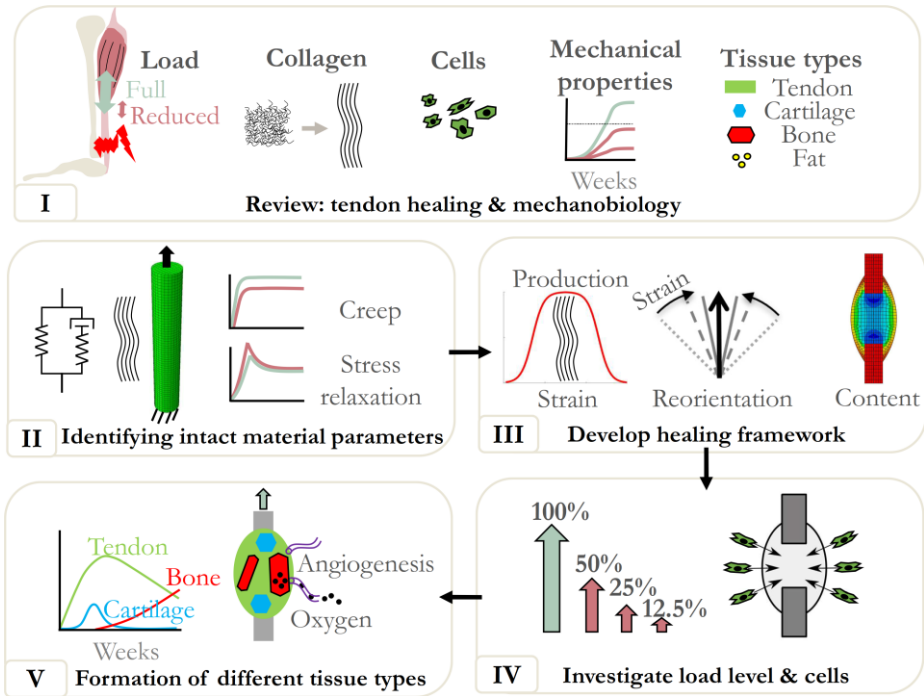 Load
Full
Reduced
Collagen
Cells
Mechanical
properties
Weeks
Tissue types
Tendon
Cartilage
Bone
Fat
I
Review: tendon healing & mechanobiology
Creep
Stress
relaxation
II
Identifying intact material parameters
Production
Strain
Strain
Reorientation
Content
III
Develop healing framework
Tendon
Bone
Cartilage
Weeks
Angiogenesis
Oxygen
V
Formation of different tissue types
100%
50%
25%
12.5%
IV
Investigate load level & cells